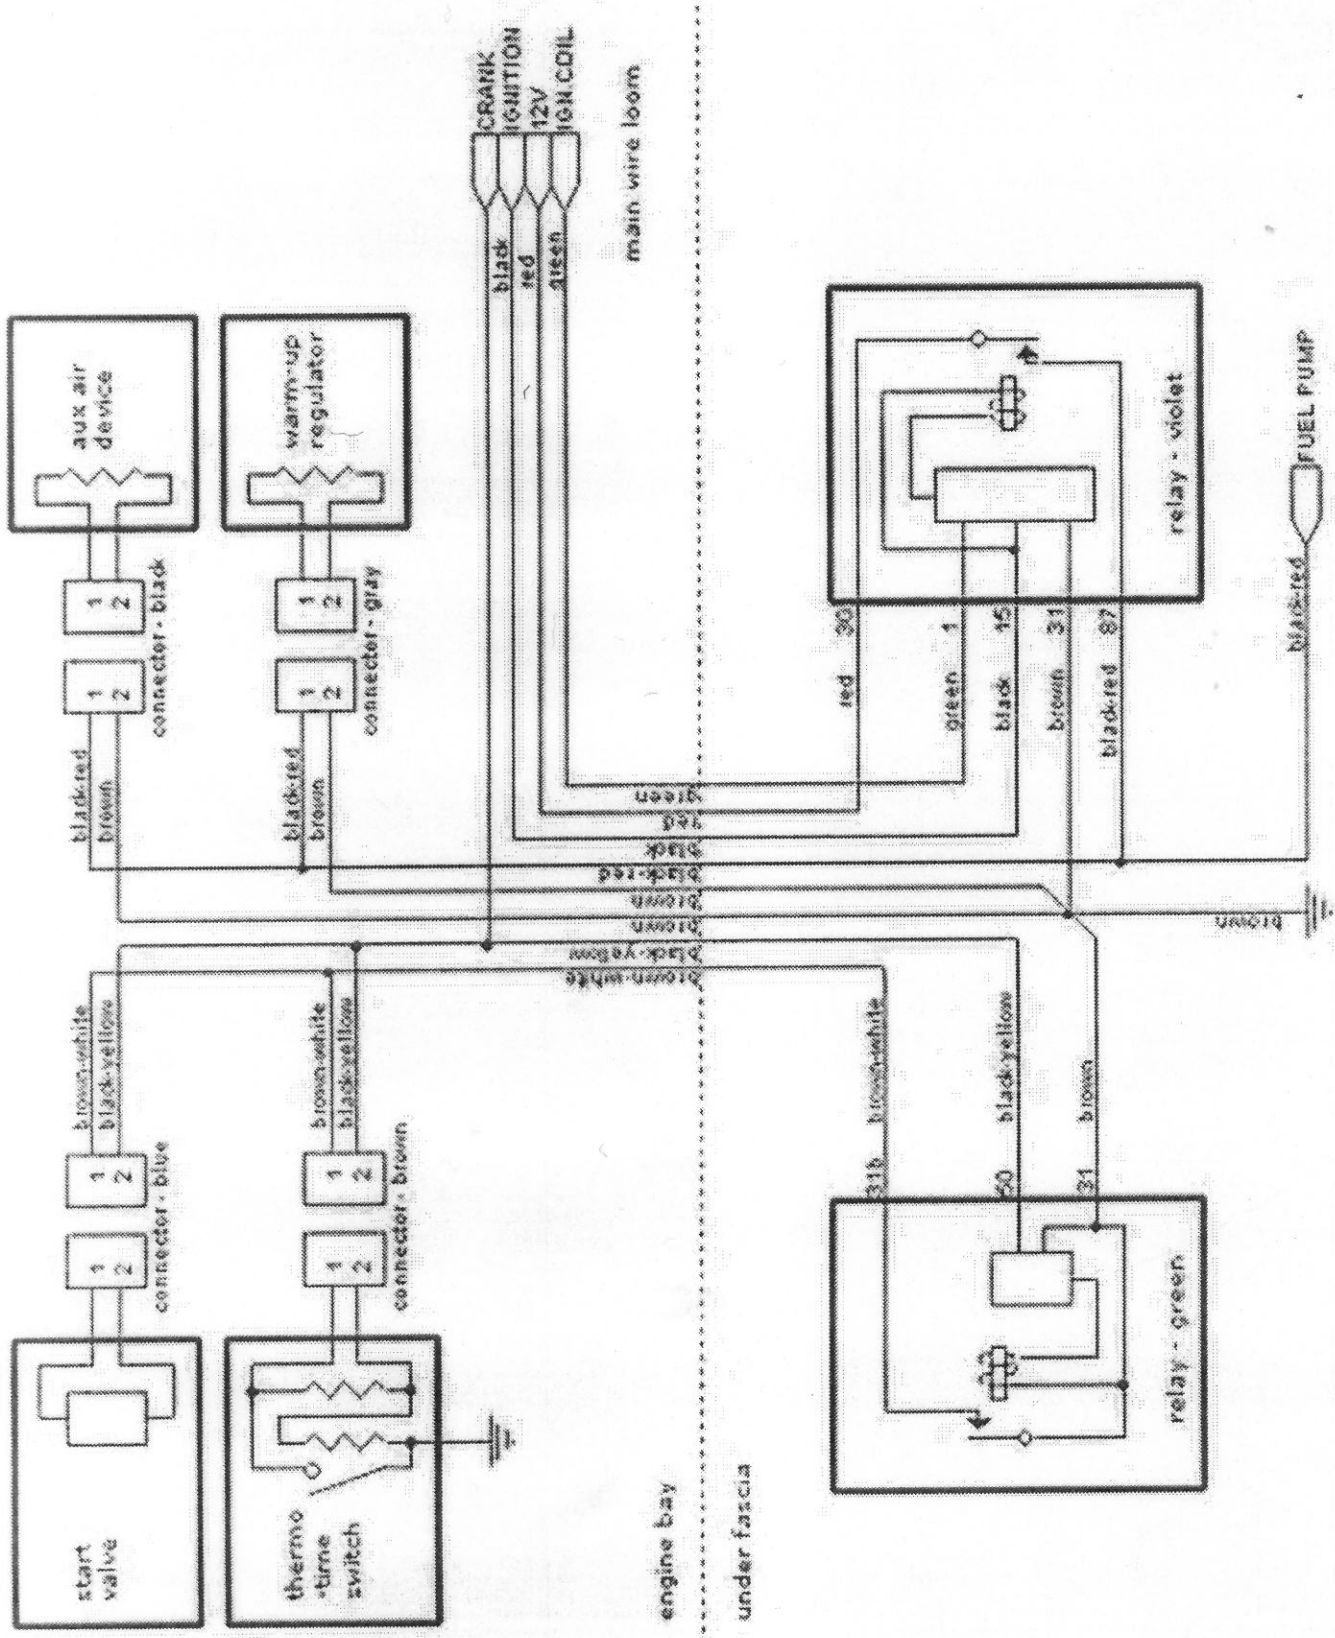 start
valve
thermo
-time
switch
1
2
1
2
connector - blue
brown-white
black-yellow
1
2
1
2
connector - brown
brown-white
black-yellow
1
2
1
2
connector - black
black-red
brown
aux air
device
1
2
1
2
connector - gray
black-red
brown
warm-up
regulator
CRANK
IGNITION
12V
IGN.COIL
black
red
green
main wire loom
engine bay
under fascia
brown-white
black-yellow
brown
brown
black-red
black
red
green
31b
50
31
brown-white
black-yellow
brown
relay - green
30
1
15
31
87
red
green
black
brown
black-red
relay - violet
brown
black-red
FUEL PUMP